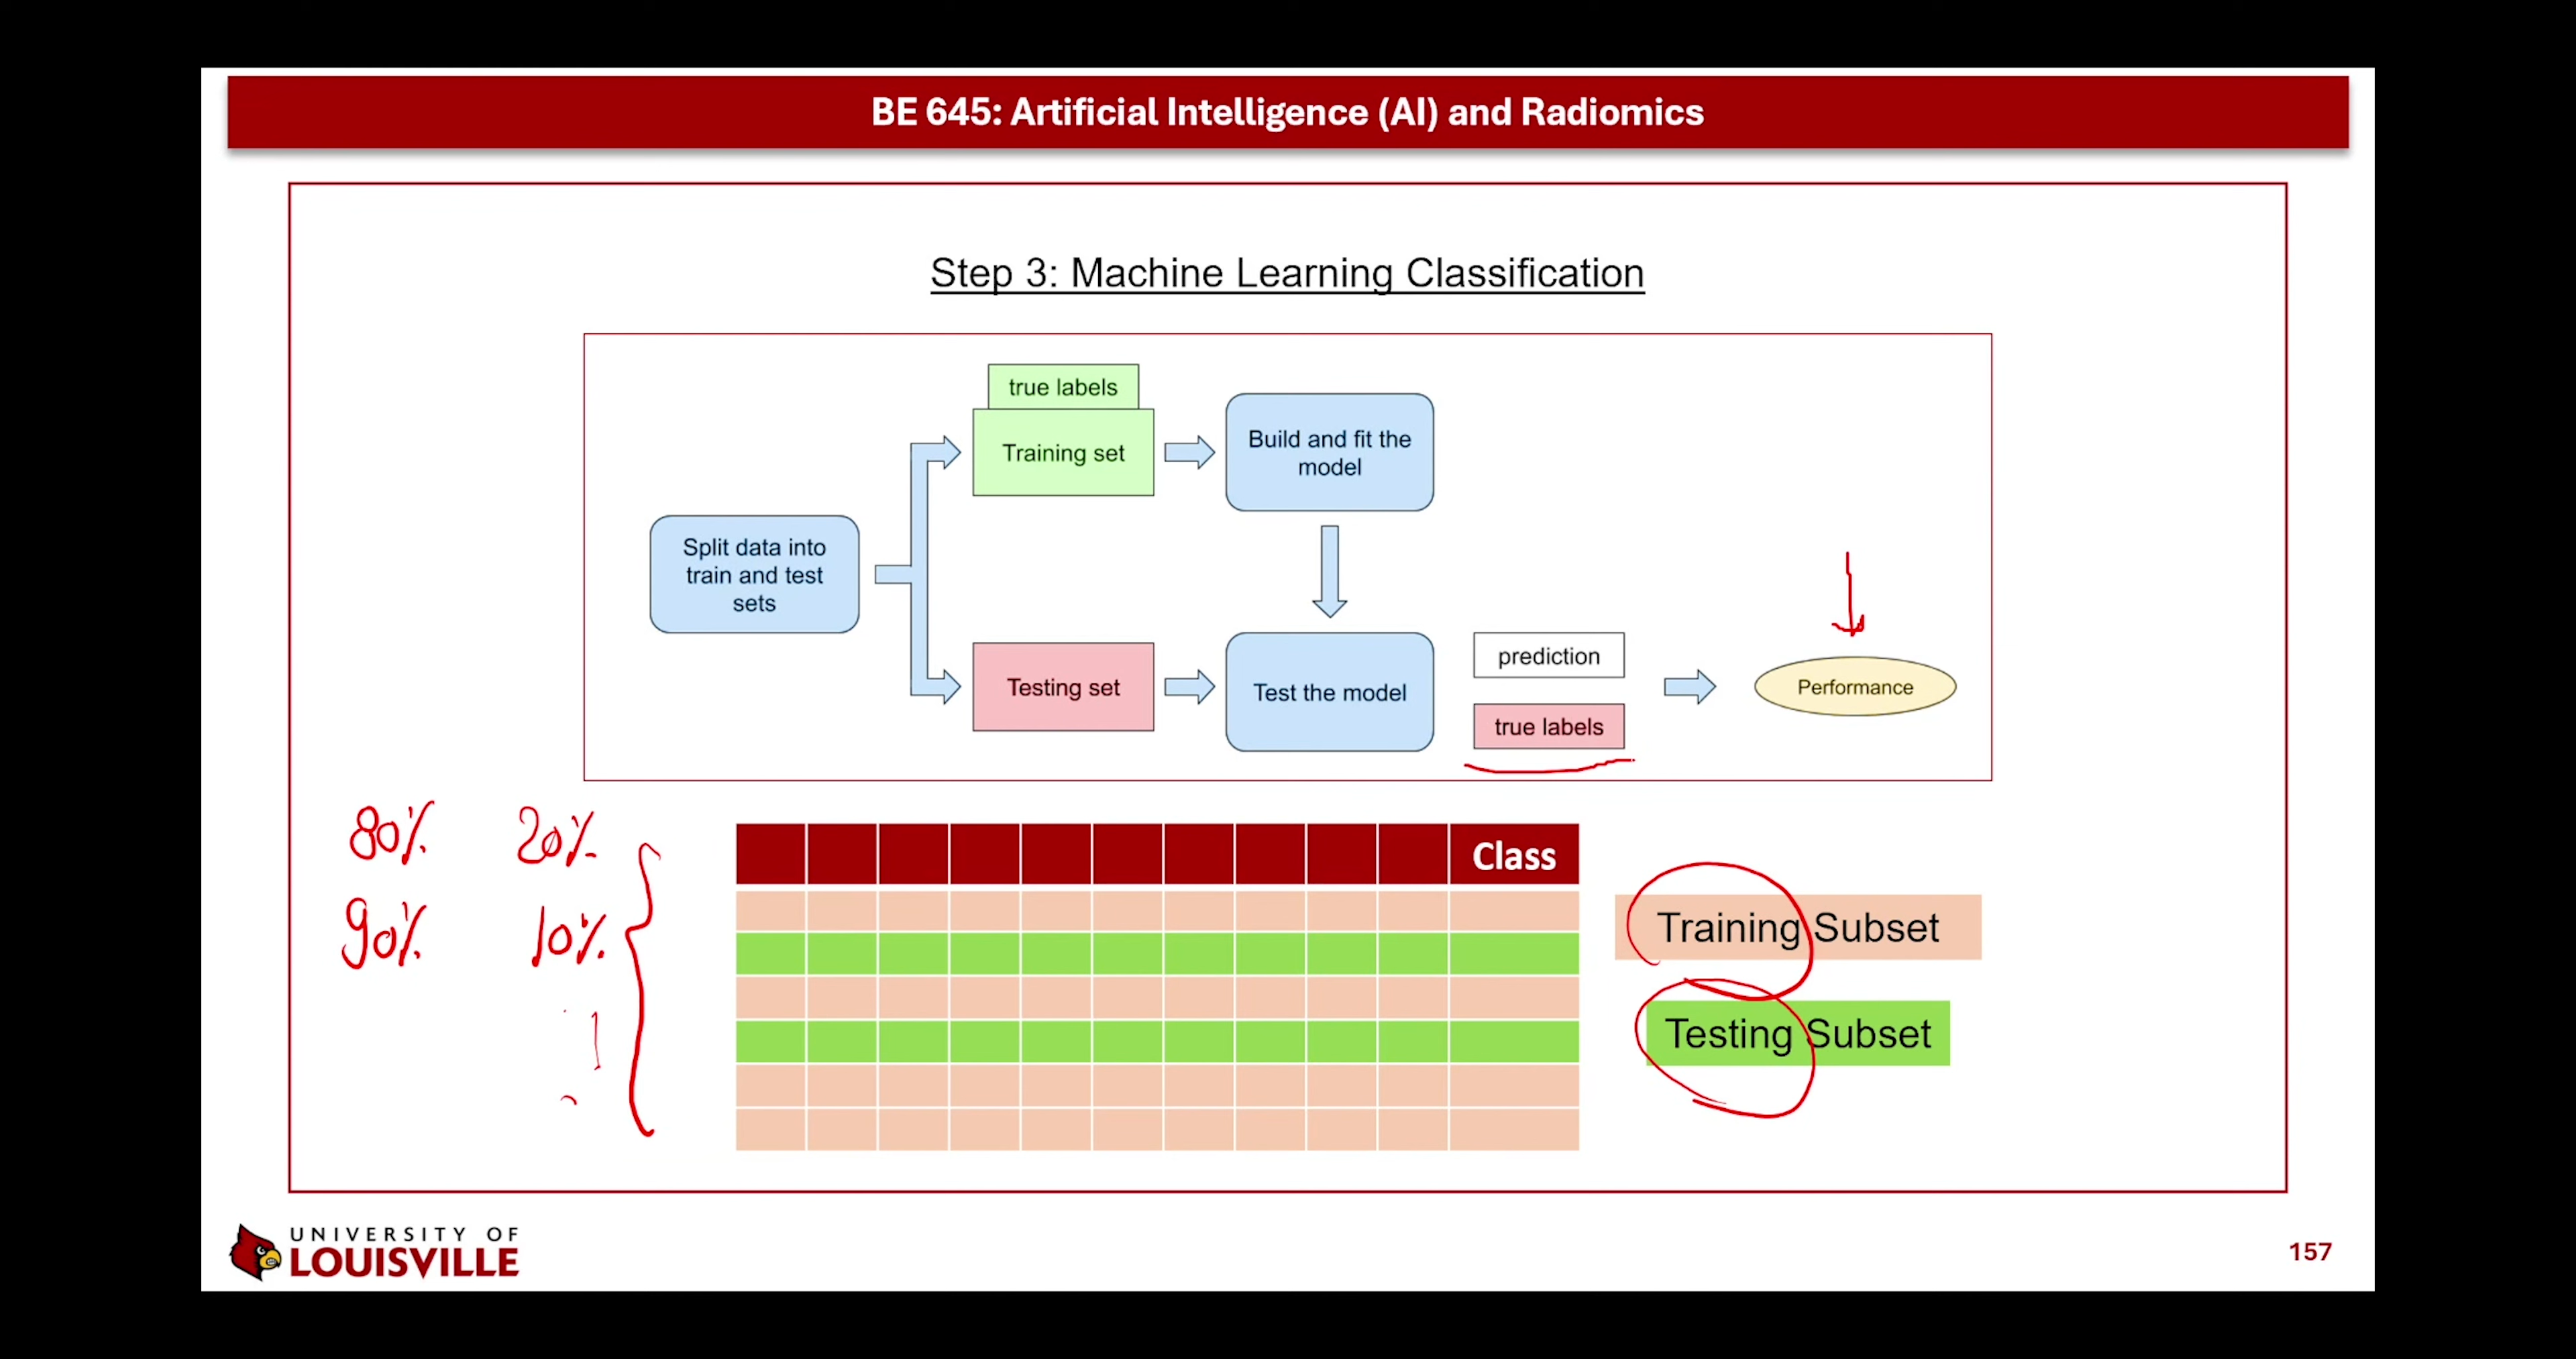 BE 645: Artificial Intelligence (AI) and Radiomics
Step 3: Machine Learning Classification
true labels
Training set
Build and fit the
model
Split data into
train and test
sets
Testing set
Test the model
prediction
true labels
Performance
80% 20%
90% 10%
Class
Training Subset
Testing Subset
UNIVERSITY OF
LOUISVILLE
157